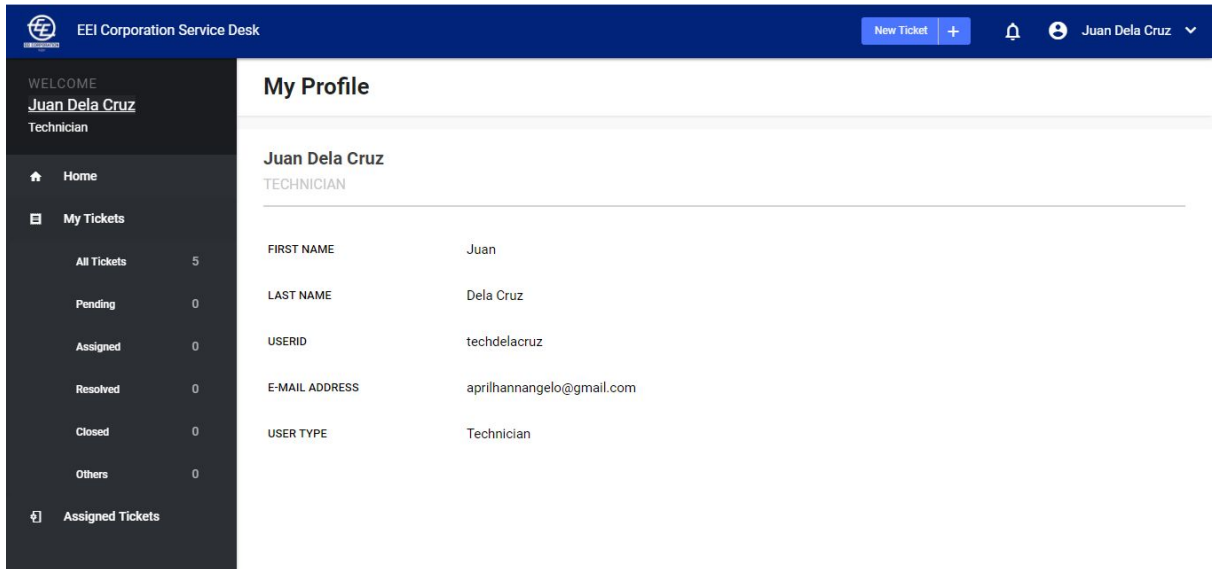 EEI Corporation Service Desk
New Ticket +
Juan Dela Cruz
WELCOME
Juan Dela Cruz
Technician
Home
My Tickets
All Tickets 5
Pending 0
Assigned 0
Resolved 0
Closed 0
Others 0
Assigned Tickets
My Profile
Juan Dela Cruz
TECHNICIAN
FIRST NAME Juan
LAST NAME Dela Cruz
USERID techdelacruz
E-MAIL ADDRESS aprilhannangelo@gmail.com
USER TYPE Technician